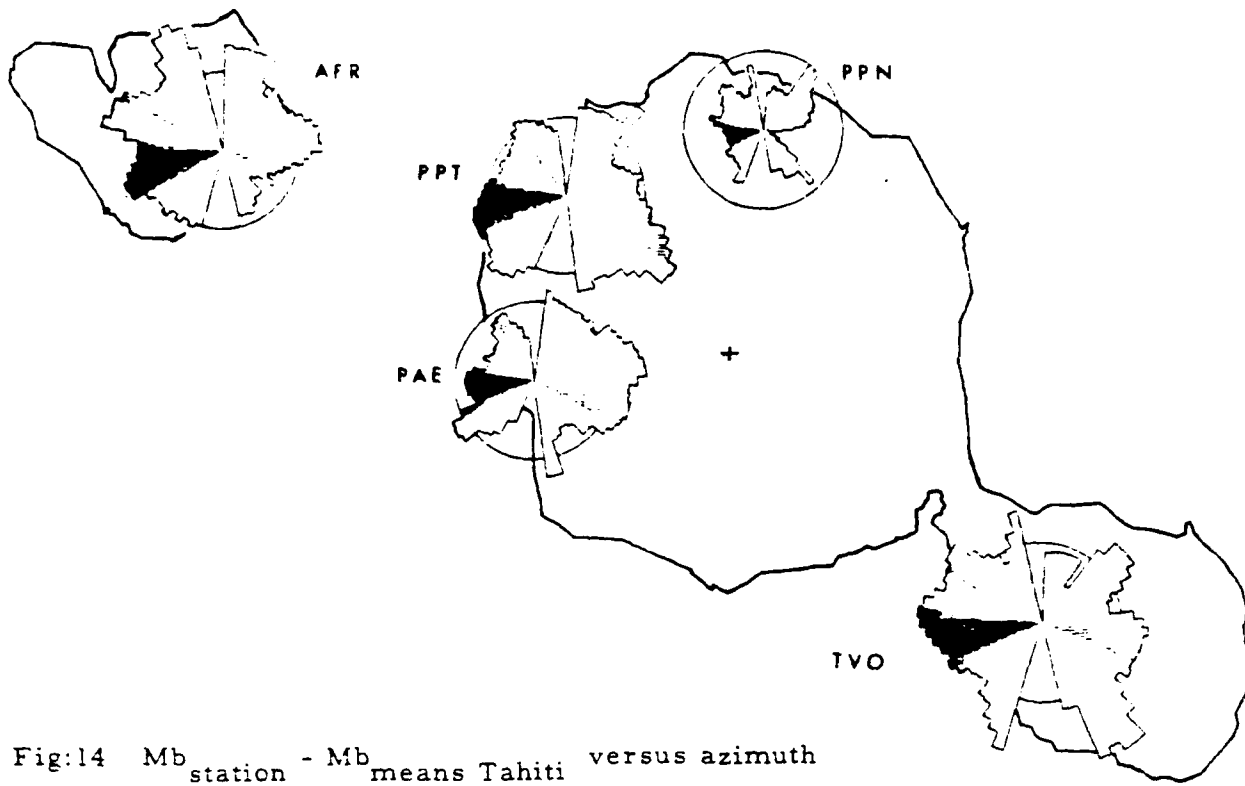 AFR
PPN
PPT
PAE
TVO
Fig:14 Mb station - Mb means Tahiti versus azimuth